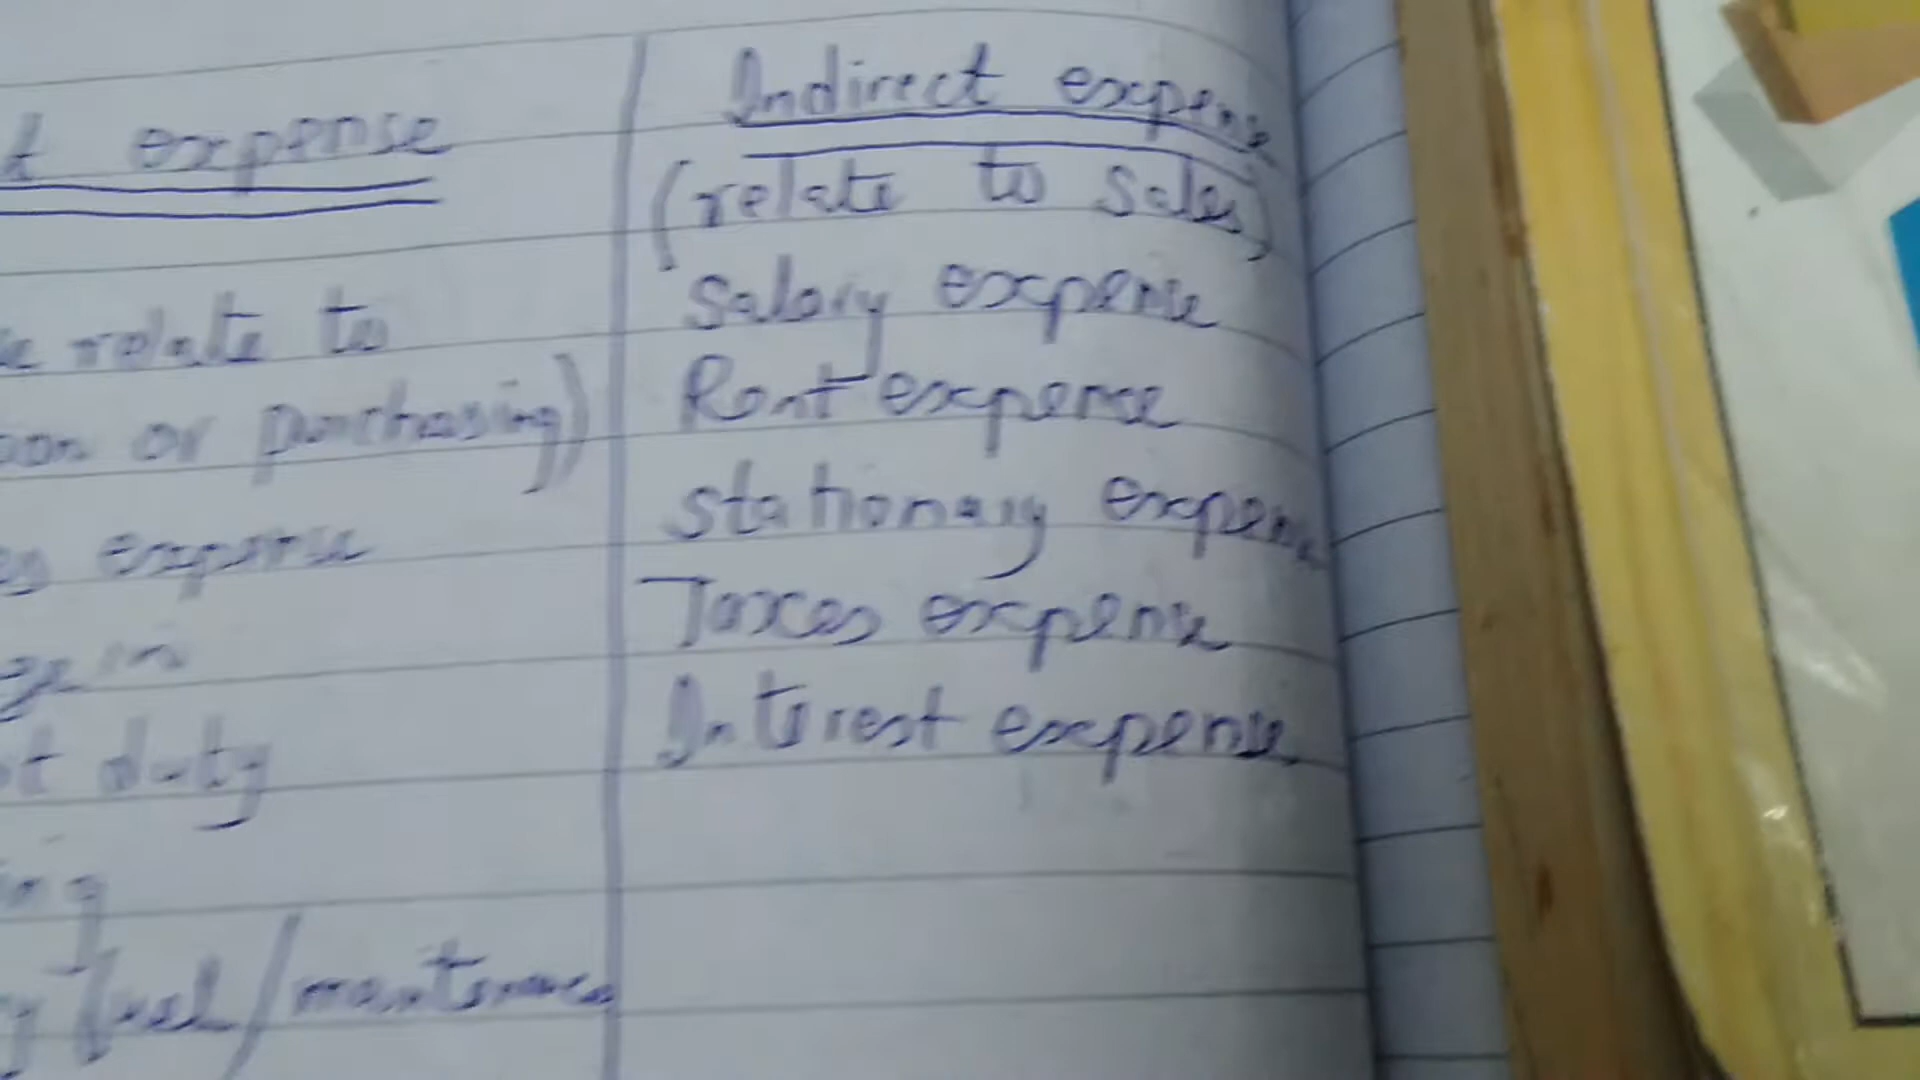 expense
relate to
or purchasing)
expense
duty
fuel/maintenance
Indirect expense
(relate to Sales)
Salary expense
Rent expense
Stationary expense
Taxes expense
Interest expense